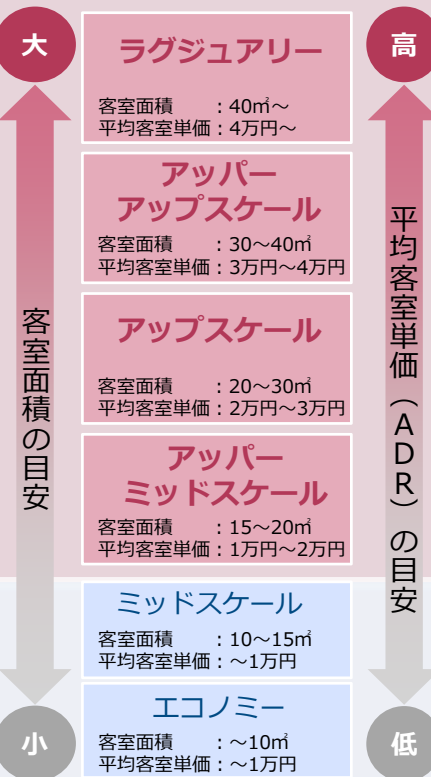 大
高
ラグジュアリー
客室面積　　：40㎡～
平均客室単価：4万円～
アッパー
アップスケール
客室面積　　：30～40㎡
平均客室単価：3万円～4万円
アップスケール
客室面積　　：20～30㎡
平均客室単価：2万円～3万円
アッパー
ミッドスケール
客室面積　　：15～20㎡
平均客室単価：1万円～2万円
ミッドスケール
客室面積　　：10～15㎡
平均客室単価：～1万円
エコノミー
客室面積　　：～10㎡
平均客室単価：～1万円
客室面積の目安
平均客室単価（ADR）の目安
小
低